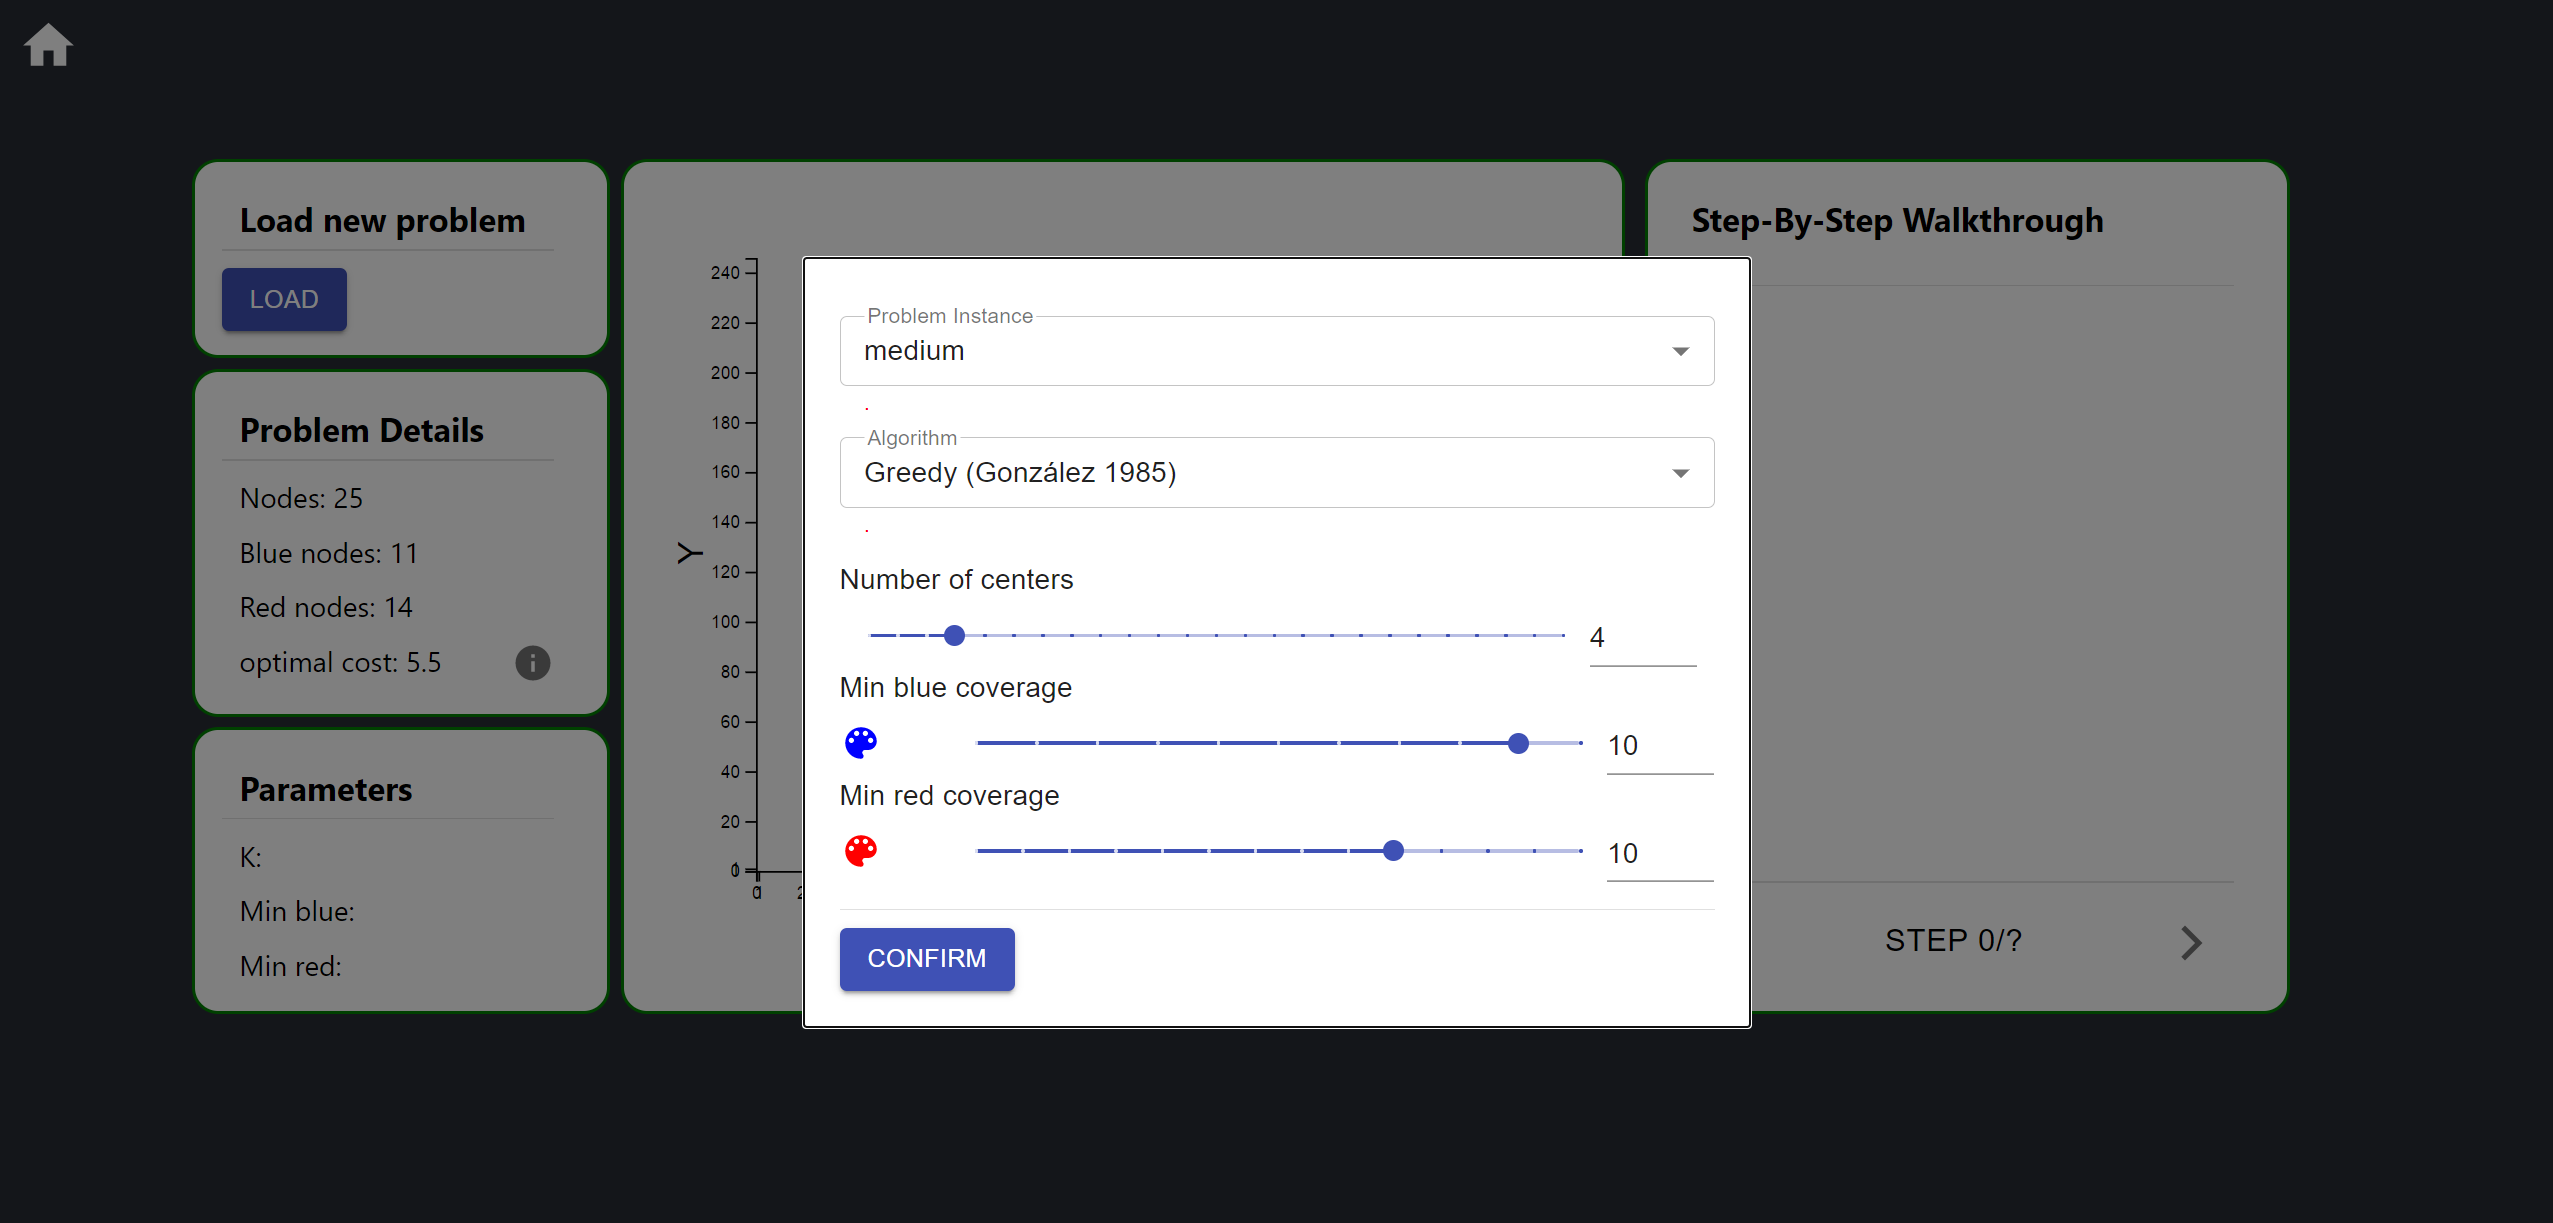 Load new problem
LOAD
Problem Details
Nodes: 25
Blue nodes: 11
Red nodes: 14
optimal cost: 5.5
Parameters
K:
Min blue:
Min red:
240
220
200
180
160
140
120
100
80
60
40
20
0
Y
0
Problem Instance
medium
.
Algorithm
Greedy (González 1985)
.
Number of centers
4
Min blue coverage
10
Min red coverage
10
CONFIRM
Step-By-Step Walkthrough
STEP 0/?